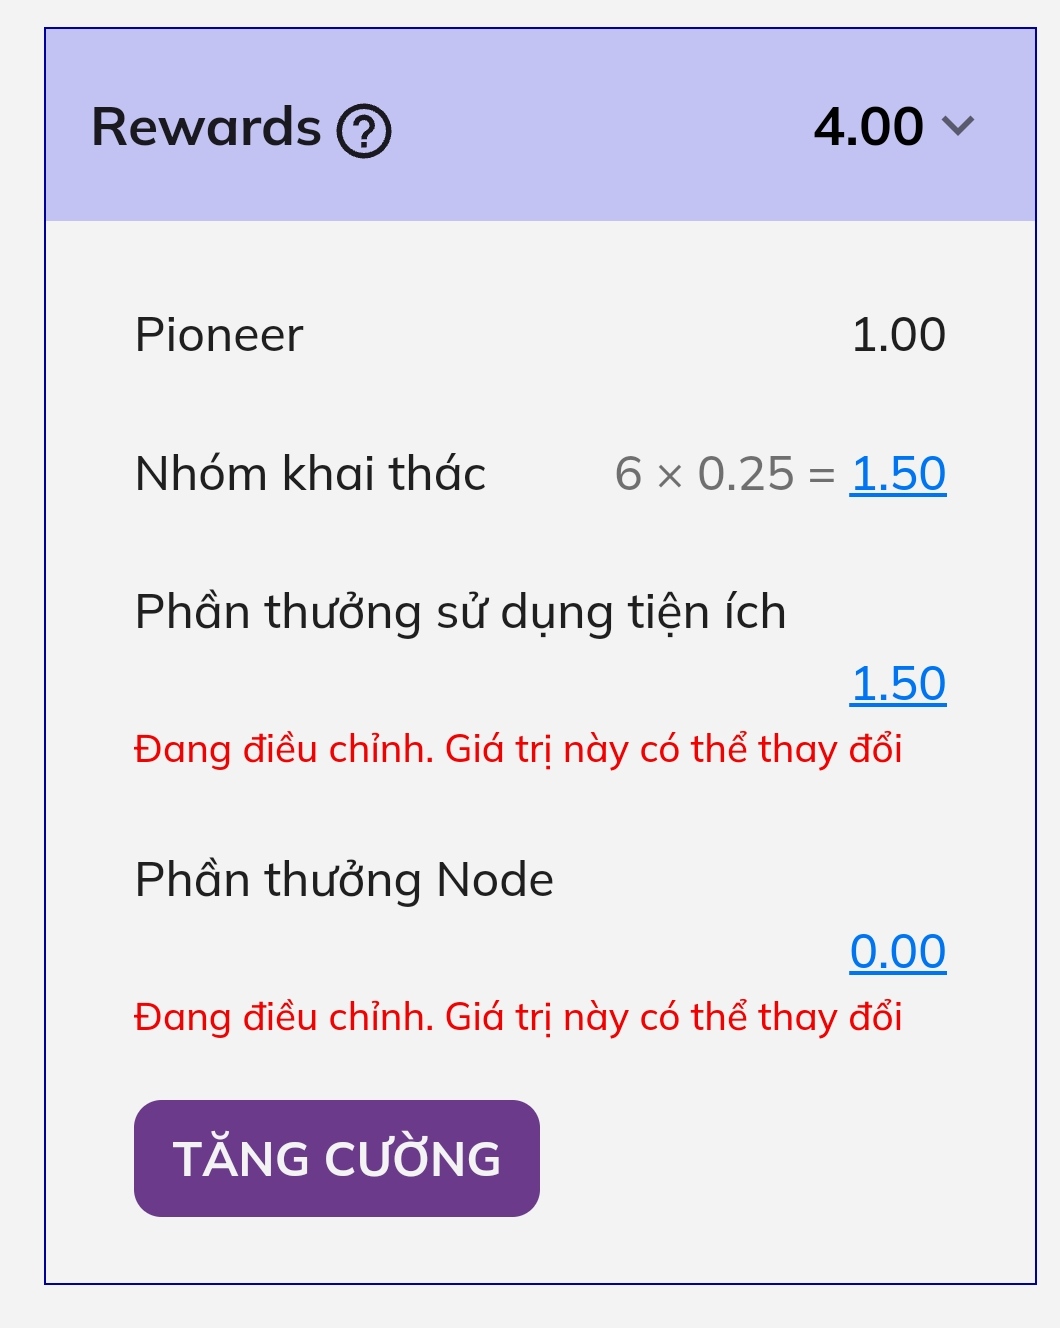 Rewards ? 4.00
Pioneer 1.00
Nhóm khai thác 6 × 0.25 = 1.50
Phần thưởng sử dụng tiện ích
1.50
Đang điều chỉnh. Giá trị này có thể thay đổi
Phần thưởng Node
0.00
Đang điều chỉnh. Giá trị này có thể thay đổi
TĂNG CƯỜNG